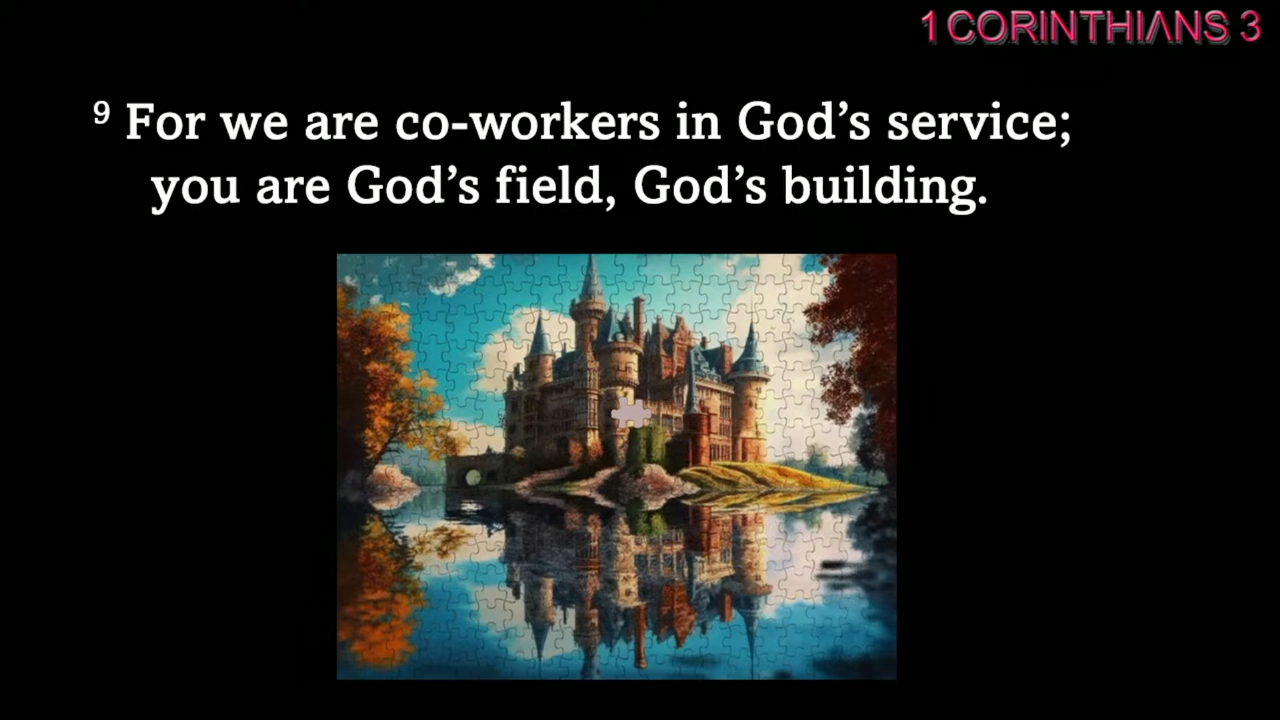 1 CORINTHIANS 3
⁹ For we are co-workers in God’s service;
you are God’s field, God’s building.